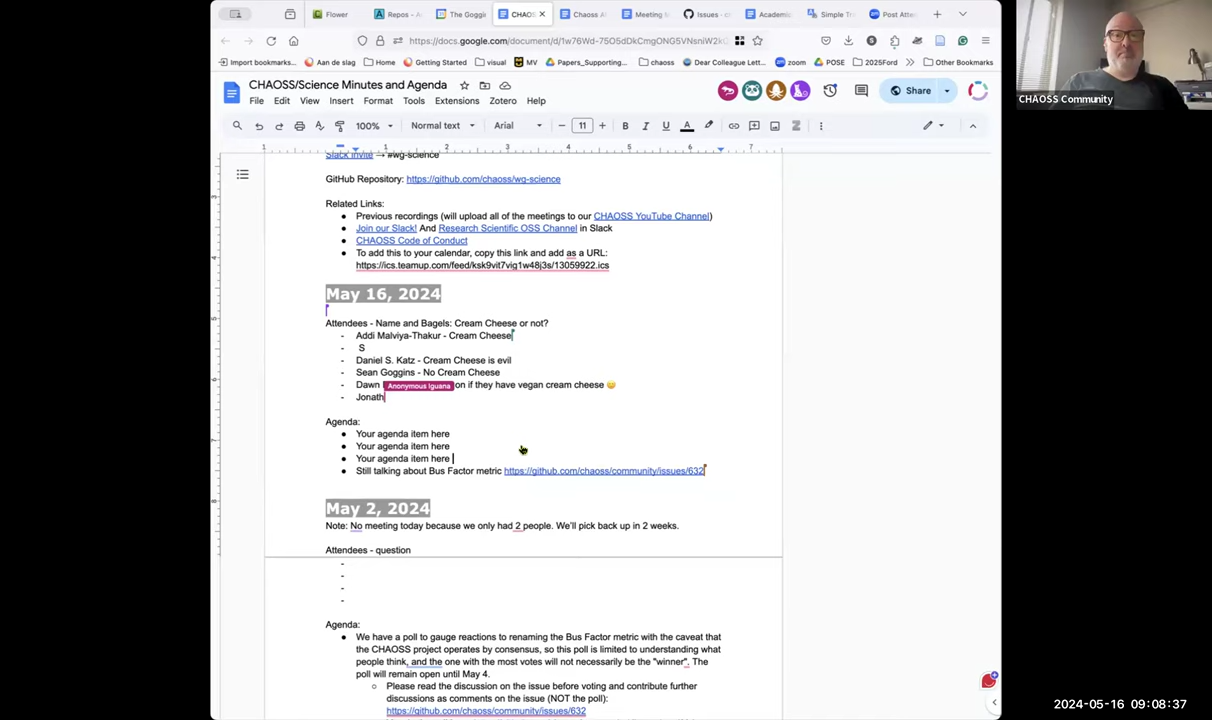 Flower
Repos - A
The Goggi
CHAOS
Chaoss A
Meeting I
Issues · c
Academic
Simple Tr
Post Atte
https://docs.google.com/document/d/1w76Wd-75O5dDkCmgONG5VNsniW2k
Import bookmarks...
Aan de slag
Home
Getting Started
visual
MV
Papers_Supporting...
chaoss
Dear Colleague Lett...
zoom
POSE
2025Ford
Other Bookmarks
CHAOSS/Science Minutes and Agenda
File Edit View Insert Format Tools Extensions Zotero Help
Share
100%
Normal text
Arial
11
B I U A
1 1 2 3 4 5 6 7
Slack Invite → #wg-science
GitHub Repository: https://github.com/chaoss/wg-science
Related Links:
● Previous recordings (will upload all of the meetings to our CHAOSS YouTube Channel)
● Join our Slack! And Research Scientific OSS Channel in Slack
● CHAOSS Code of Conduct
● To add this to your calendar, copy this link and add as a URL:
https://ics.teamup.com/feed/ksk9vit7vig1w48j3s/13059922.ics
May 16, 2024
Attendees - Name and Bagels: Cream Cheese or not?
- Addi Malviya-Thakur - Cream Cheese
- S
- Daniel S. Katz - Cream Cheese is evil
- Sean Goggins - No Cream Cheese
- Dawn Anonymous Iguana on if they have vegan cream cheese 😄
- Jonath
Agenda:
● Your agenda item here
● Your agenda item here
● Your agenda item here
● Still talking about Bus Factor metric https://github.com/chaoss/community/issues/632
May 2, 2024
Note: No meeting today because we only had 2 people. We'll pick back up in 2 weeks.
Attendees - question
-
-
-
-
Agenda:
● We have a poll to gauge reactions to renaming the Bus Factor metric with the caveat that
the CHAOSS project operates by consensus, so this poll is limited to understanding what
people think, and the one with the most votes will not necessarily be the "winner". The
poll will remain open until May 4.
○ Please read the discussion on the issue before voting and contribute further
discussions as comments on the issue (NOT the poll):
https://github.com/chaoss/community/issues/632
CHAOSS Community
2024-05-16 09:08:37